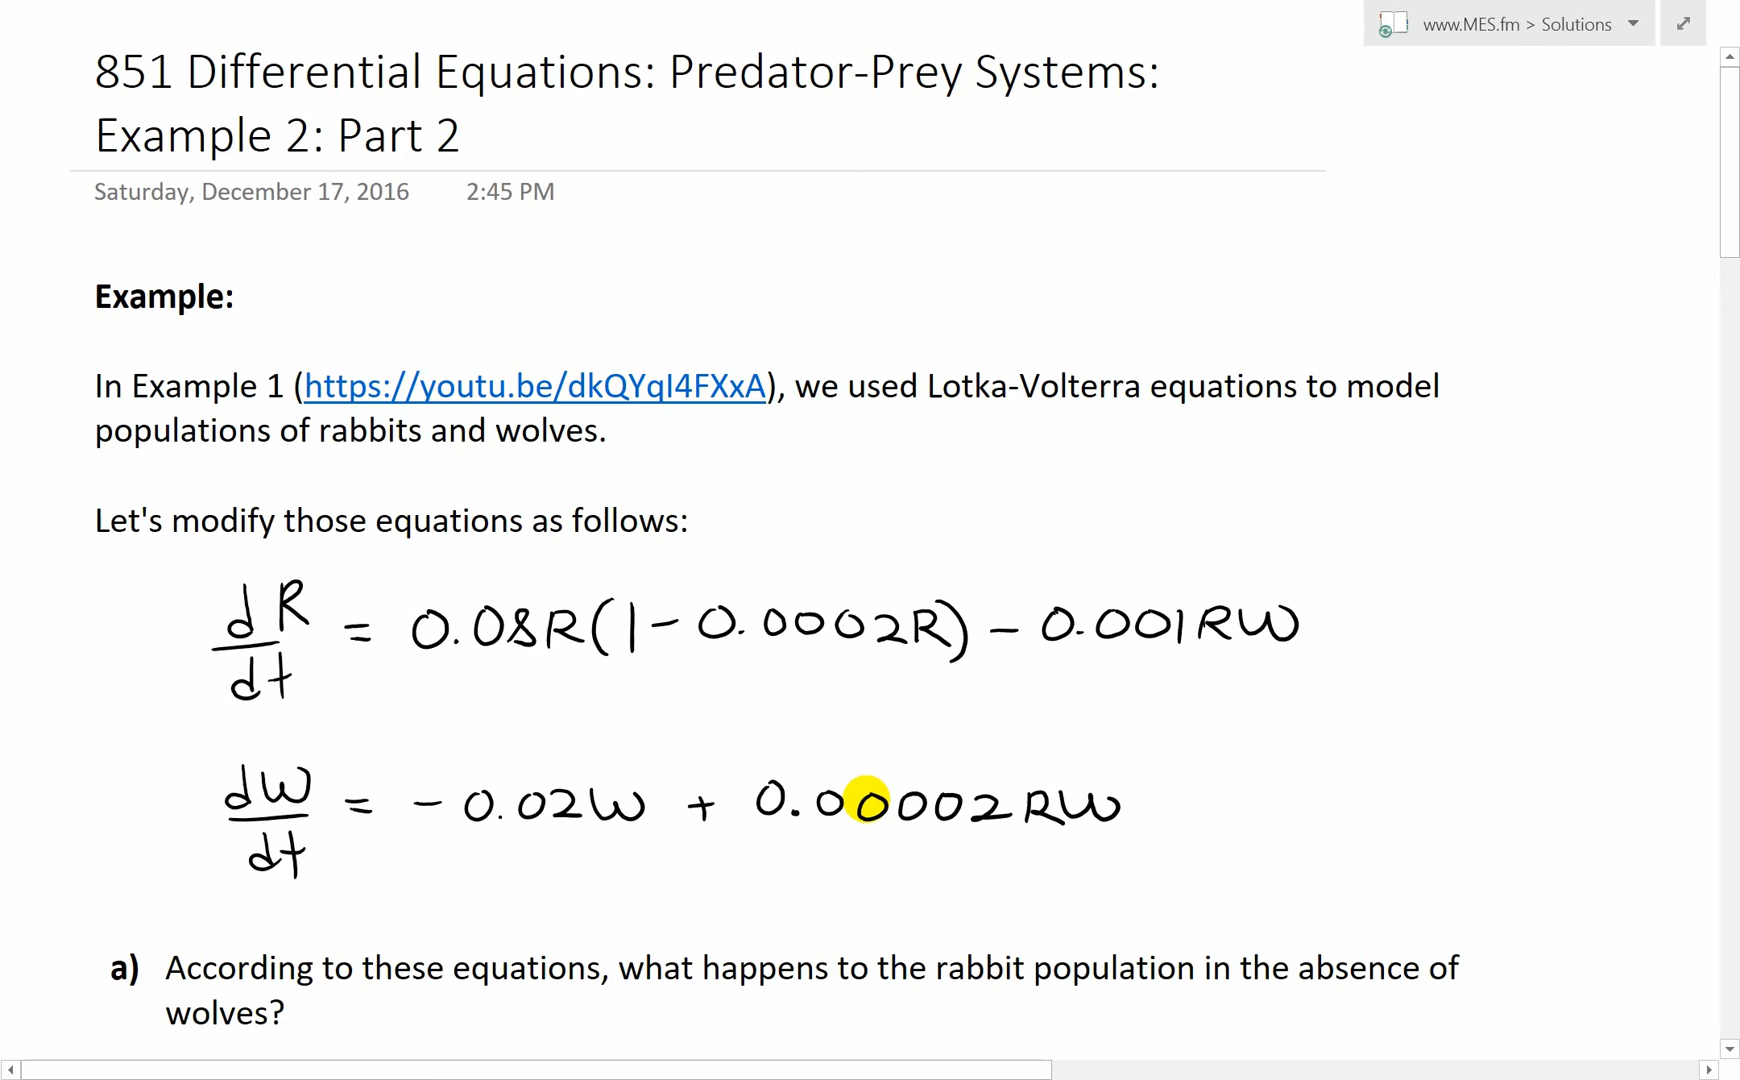 www.MES.fm > Solutions
851 Differential Equations: Predator-Prey Systems:
Example 2: Part 2
Saturday, December 17, 2016 2:45 PM
Example:
In Example 1 (https://youtu.be/dkQYqI4FXxA), we used Lotka-Volterra equations to model
populations of rabbits and wolves.
Let's modify those equations as follows:
dR/dt = 0.08R(1 - 0.0002R) - 0.001RW
dW/dt = -0.02W + 0.00002RW
a) According to these equations, what happens to the rabbit population in the absence of
wolves?